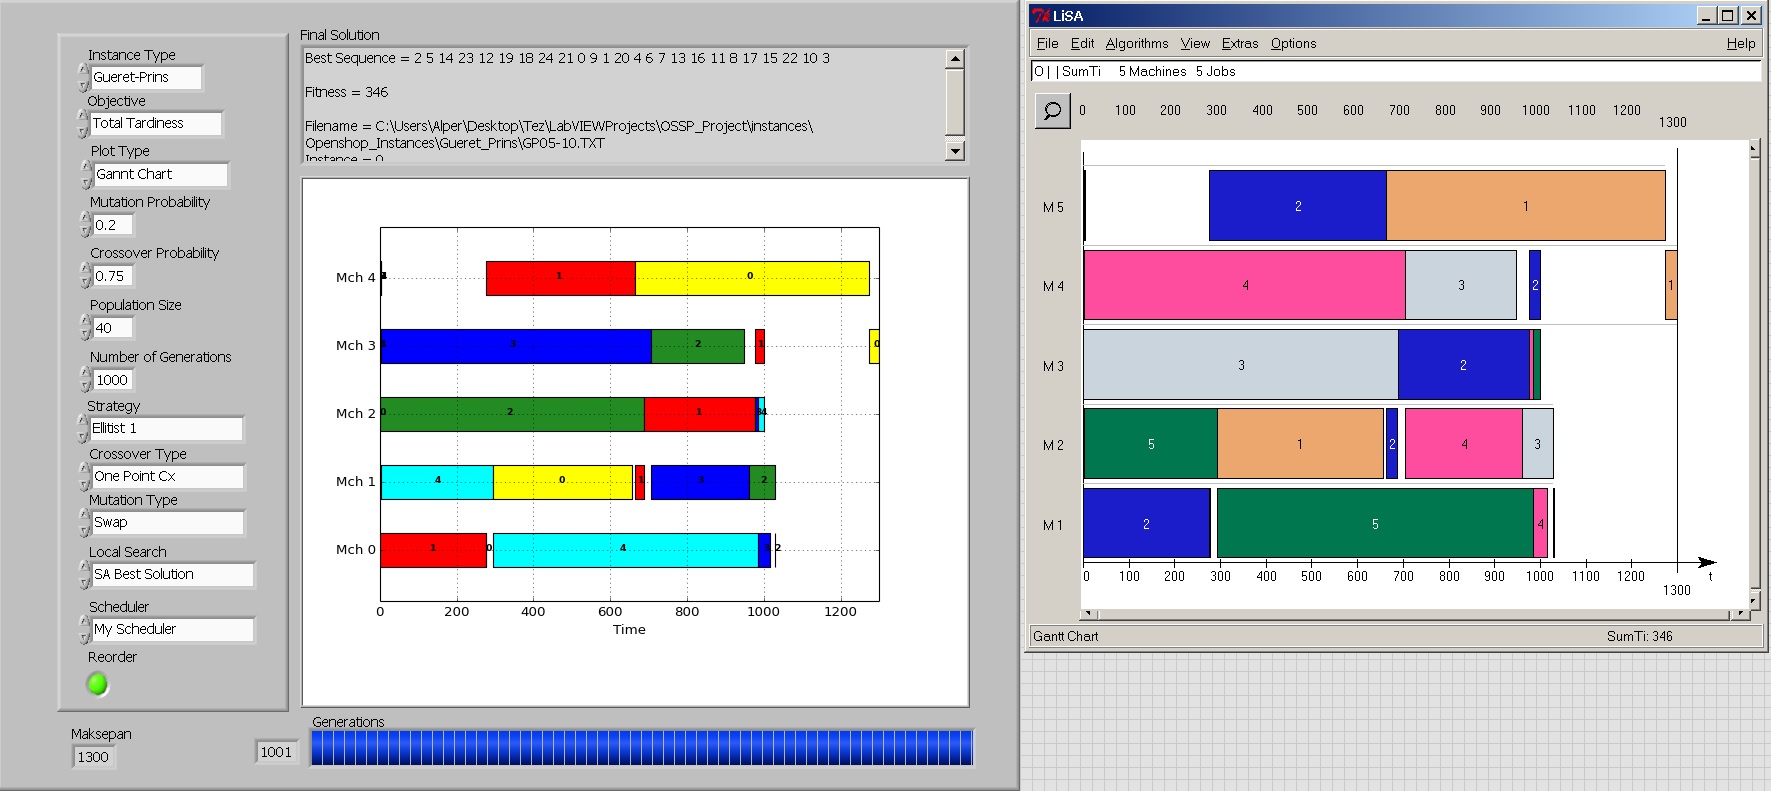 Instance Type
Gueret-Prins
Objective
Total Tardiness
Plot Type
Gannt Chart
Mutation Probability
0.2
Crossover Probability
0.75
Population Size
40
Number of Generations
1000
Strategy
Ellitist 1
Crossover Type
One Point Cx
Mutation Type
Swap
Local Search
SA Best Solution
Scheduler
My Scheduler
Reorder
Maksepan
1300
1001
Final Solution
Best Sequence = 2 5 14 23 12 19 18 24 21 0 9 1 20 4 6 7 13 16 11 8 17 15 22 10 3
Fitness = 346
Filename = C:\Users\Alper\Desktop\Tez\LabVIEWProjects\OSSP_Project\instances\
Openshop_Instances\Gueret_Prins\GP05-10.TXT
Instance = 0
Mch 4 1 0
Mch 3 3 2 1 0
Mch 2 0 2 1 4
Mch 1 4 0 1 3 2
Mch 0 1 0 4 3 2
0 200 400 600 800 1000 1200
Time
Generations
LiSA
File Edit Algorithms View Extras Options Help
O | | SumTi 5 Machines 5 Jobs
0 100 200 300 400 500 600 700 800 900 1000 1100 1200
1300
M 5 2 1
M 4 4 3 2 1
M 3 3 2
M 2 5 1 2 4 3
M 1 2 5 4
0 100 200 300 400 500 600 700 800 900 1000 1100 1200 t
1300
Gantt Chart SumTi: 346